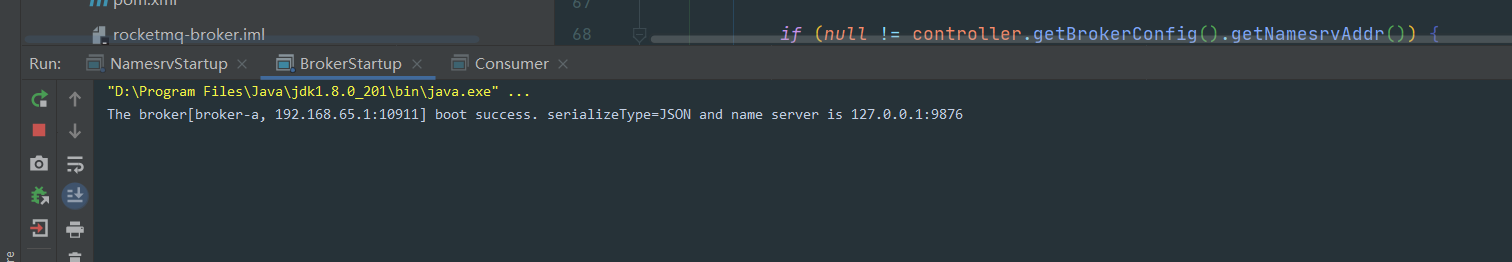 pom.xml
67
rocketmq-broker.iml
68 if (null != controller.getBrokerConfig().getNamesrvAddr()) {
Run: NamesrvStartup BrokerStartup Consumer
"D:\Program Files\Java\jdk1.8.0_201\bin\java.exe" ...
The broker[broker-a, 192.168.65.1:10911] boot success. serializeType=JSON and name server is 127.0.0.1:9876